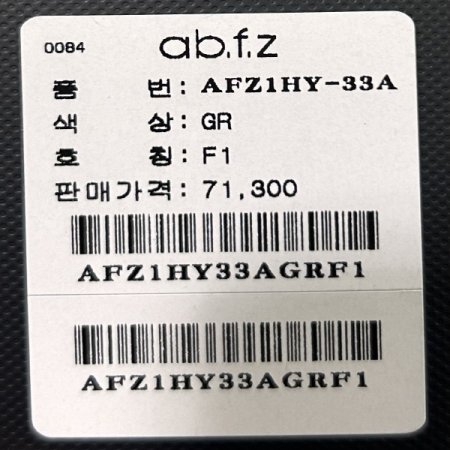 0084 ab.f.z
품 번: AFZ1HY-33A
색 상: GR
호 칭: F1
판매가격: 71,300
AFZ1HY33AGRF1
AFZ1HY33AGRF1